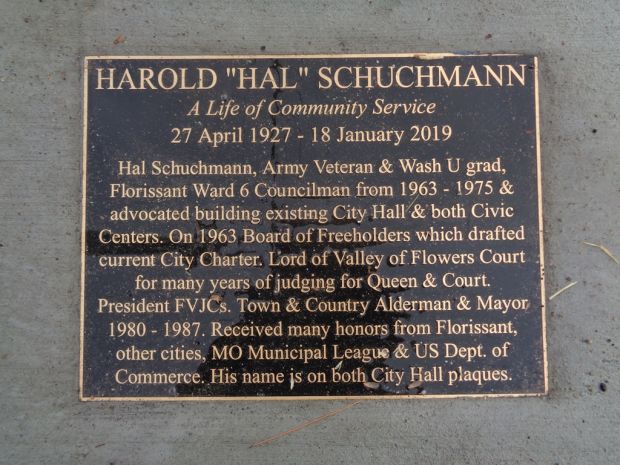 HAROLD "HAL" SCHUCHMANN
A Life of Community Service
27 April 1927 - 18 January 2019
Hal Schuchmann, Army Veteran & Wash U grad,
Florissant Ward 6 Councilman from 1963 - 1975 &
advocated building existing City Hall & both Civic
Centers. On 1963 Board of Freeholders which drafted
current City Charter. Lord of Valley of Flowers Court
for many years of judging for Queen & Court.
President FVJCs. Town & Country Alderman & Mayor
1980 - 1987. Received many honors from Florissant,
other cities, MO Municipal League & US Dept. of
Commerce. His name is on both City Hall plaques.